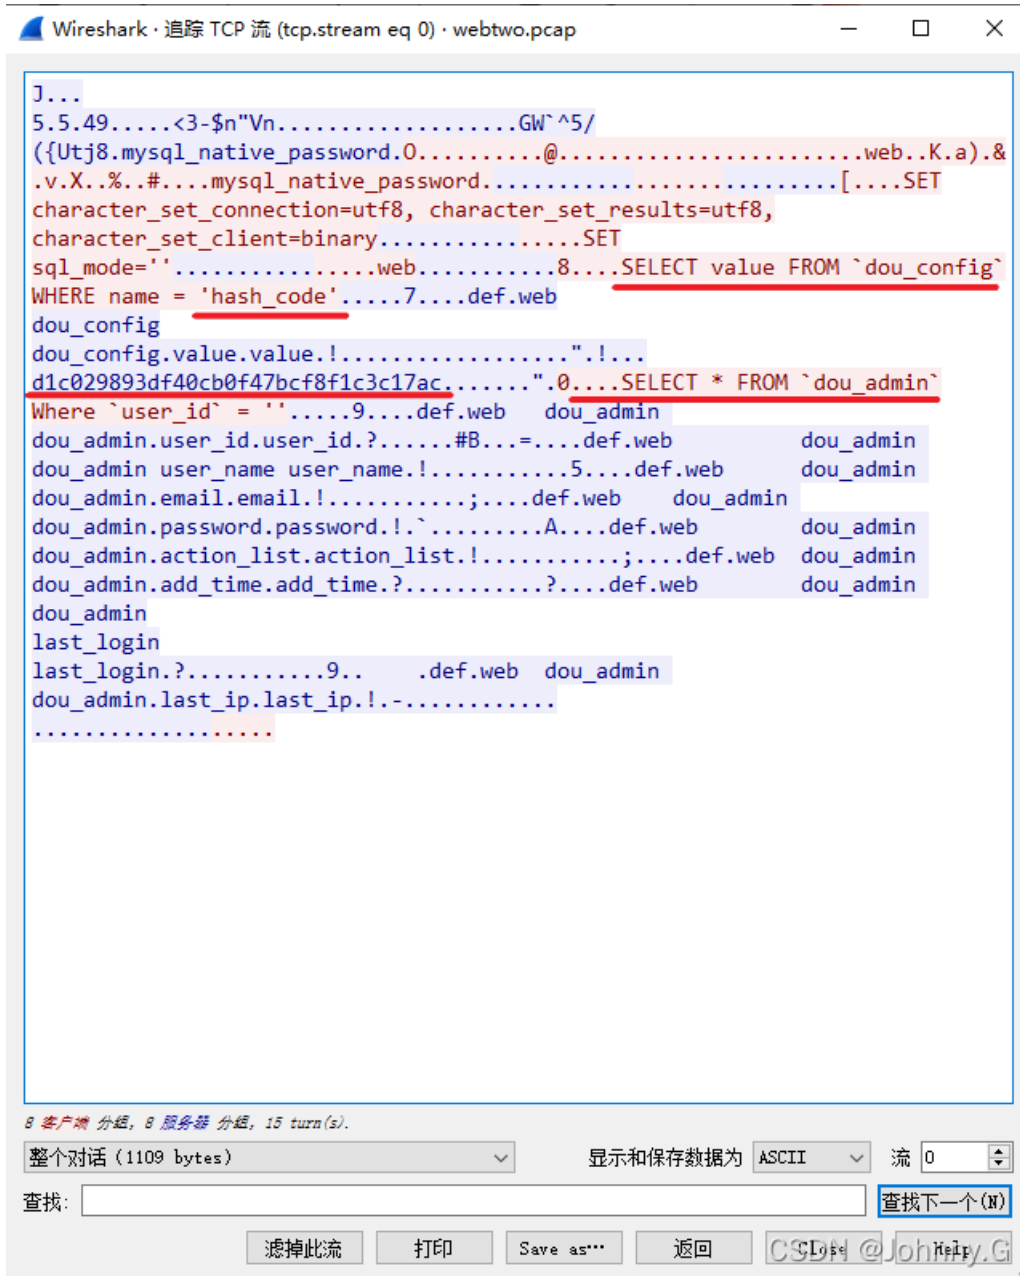 Wireshark · 追踪 TCP 流 (tcp.stream eq 0) · webtwo.pcap
J...
5.5.49.....<3-$n"Vn...................GW`^5/
({Utj8.mysql_native_password.O..........@........................web..K.a).&
.v.X..%..#....mysql_native_password............................[....SET
character_set_connection=utf8, character_set_results=utf8,
character_set_client=binary................SET
sql_mode=''................web...........8....SELECT value FROM `dou_config`
WHERE name = 'hash_code'.....7....def.web
dou_config
dou_config.value.value.!..................".!...
d1c029893df40cb0f47bcf8f1c3c17ac.......".0....SELECT * FROM `dou_admin`
Where `user_id` = ''.....9....def.web dou_admin
dou_admin.user_id.user_id.?......#B...=....def.web dou_admin
dou_admin user_name user_name.!...........5....def.web dou_admin
dou_admin.email.email.!...........;....def.web dou_admin
dou_admin.password.password.!.`.........A....def.web dou_admin
dou_admin.action_list.action_list.!...........;....def.web dou_admin
dou_admin.add_time.add_time.?...........?....def.web dou_admin
dou_admin
last_login
last_login.?...........9.. .def.web dou_admin
dou_admin.last_ip.last_ip.!.-............
...................
8 客户端 分组, 8 服务器 分组, 15 turn(s).
整个对话 (1109 bytes) 显示和保存数据为 ASCII 流 0
查找: 查找下一个(N)
滤掉此流 打印 Save as… 返回 Close Help
CSDN @Johnny.G